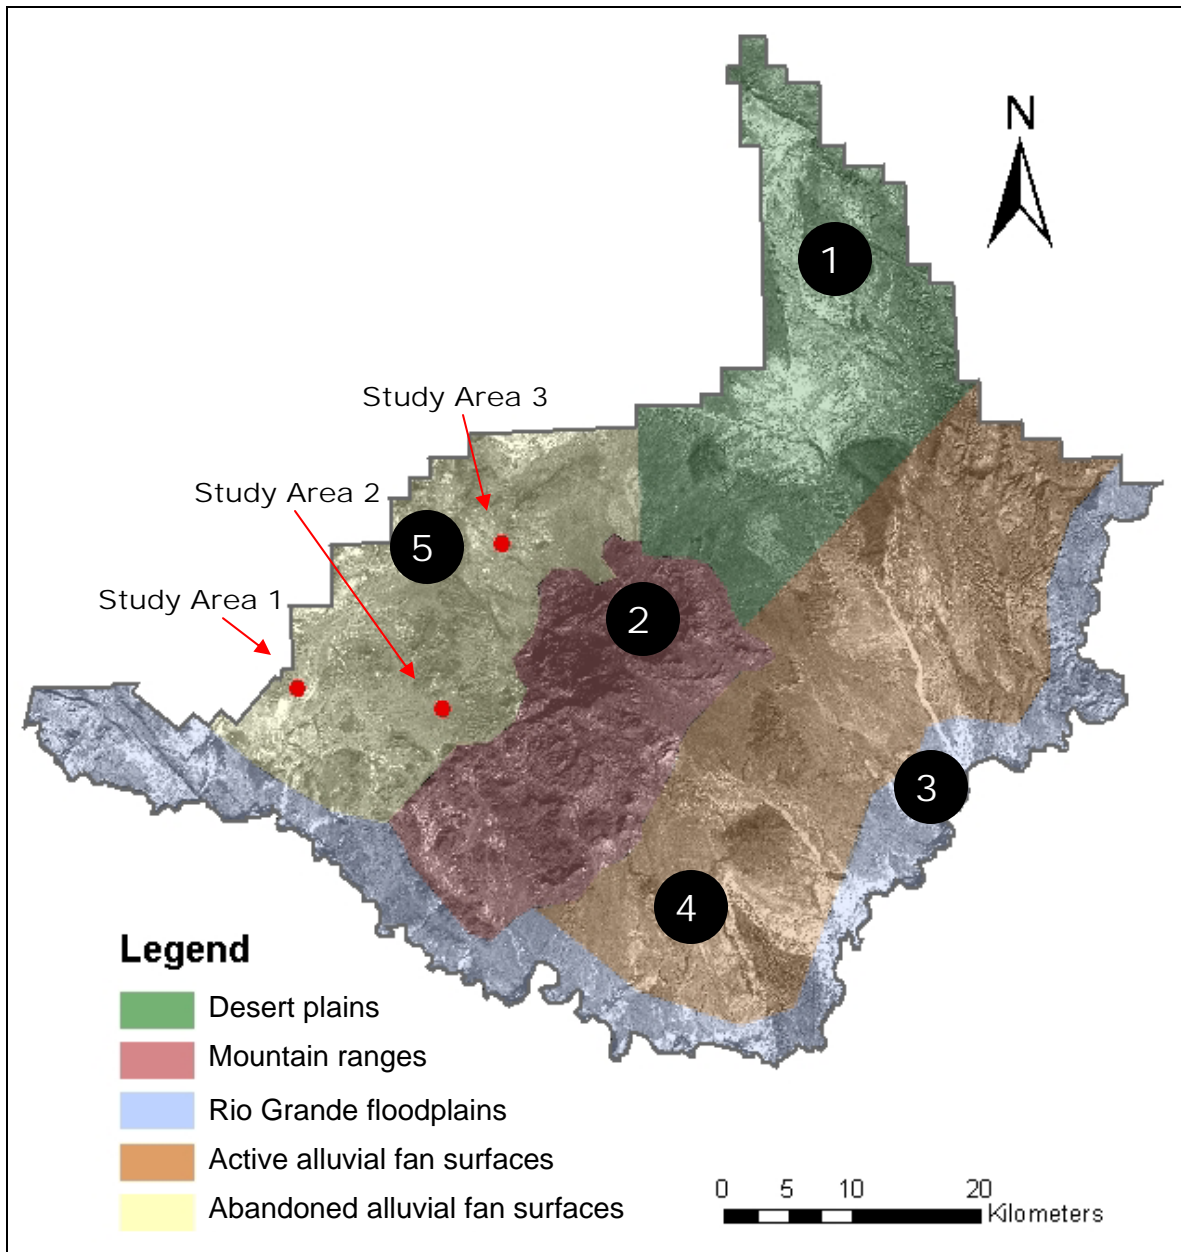 N
1
Study Area 3
Study Area 2
5
Study Area 1
2
3
4
Legend
Desert plains
Mountain ranges
Rio Grande floodplains
Active alluvial fan surfaces
Abandoned alluvial fan surfaces
0 5 10 20
Kilometers